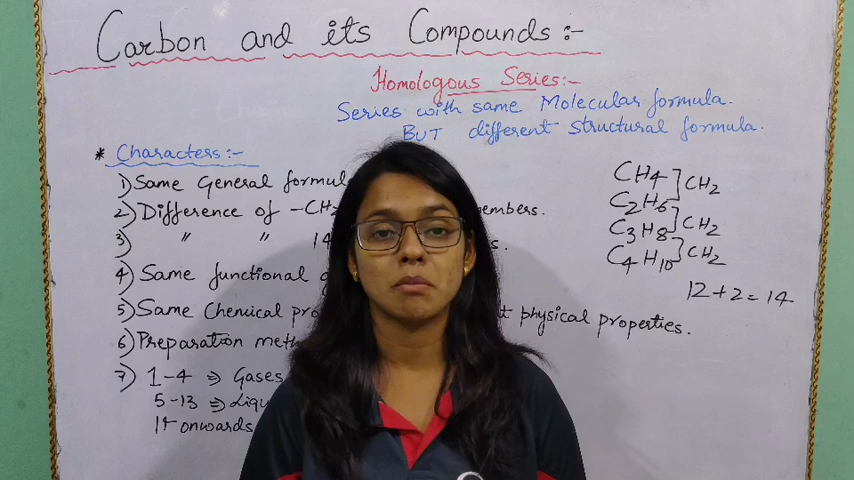 Carbon and its Compounds:-
Homologous Series:-
Series with same Molecular formula.
BUT different structural formula.
* Characters:-
1) Same General formul
2) Difference of -CH2 members.
3) " " 14 s.
4) Same functional g
5) Same Chemical pro t physical properties.
6) Preparation meth
7) 1-4 ⇒ Gases
5-13 ⇒ Liqu
14 onwards
CH4
C2H6 ] CH2
C3H8 ] CH2
C4H10 ] CH2
12+2=14